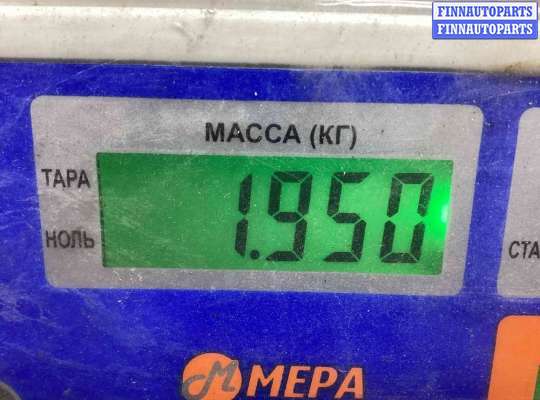 FINNAUTOPARTS
FINNAUTOPARTS
МАССА (КГ)
ТАРА
1.950
НОЛЬ
СТА
МЕРА